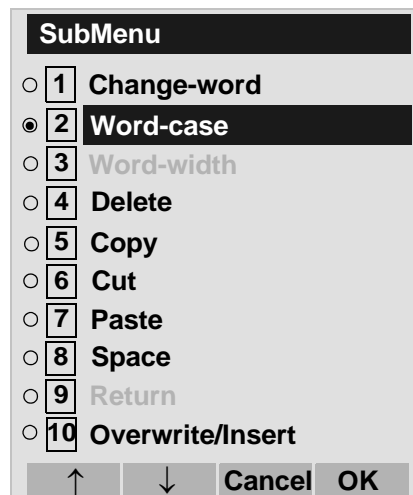 SubMenu
1 Change-word
2 Word-case
3 Word-width
4 Delete
5 Copy
6 Cut
7 Paste
8 Space
9 Return
10 Overwrite/Insert
↑ ↓ Cancel OK